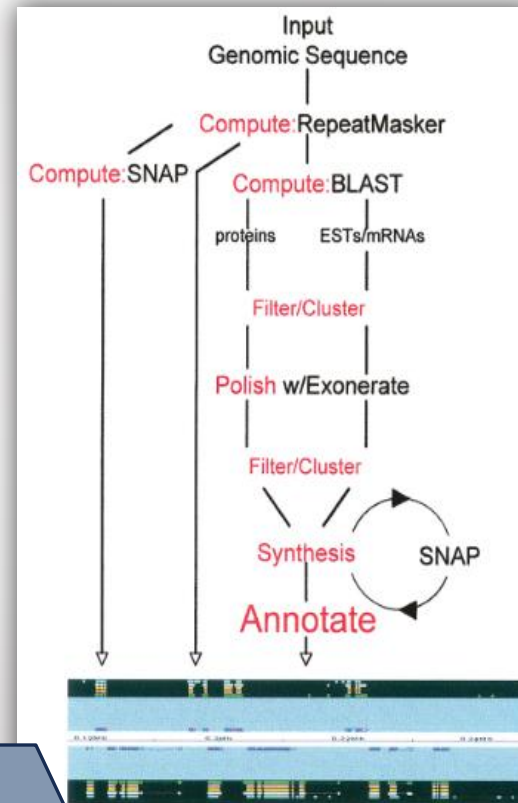 Input
Genomic Sequence
Compute:RepeatMasker
Compute:SNAP
Compute:BLAST
proteins
ESTs/mRNAs
Filter/Cluster
Polish w/Exonerate
Filter/Cluster
Synthesis
SNAP
Annotate